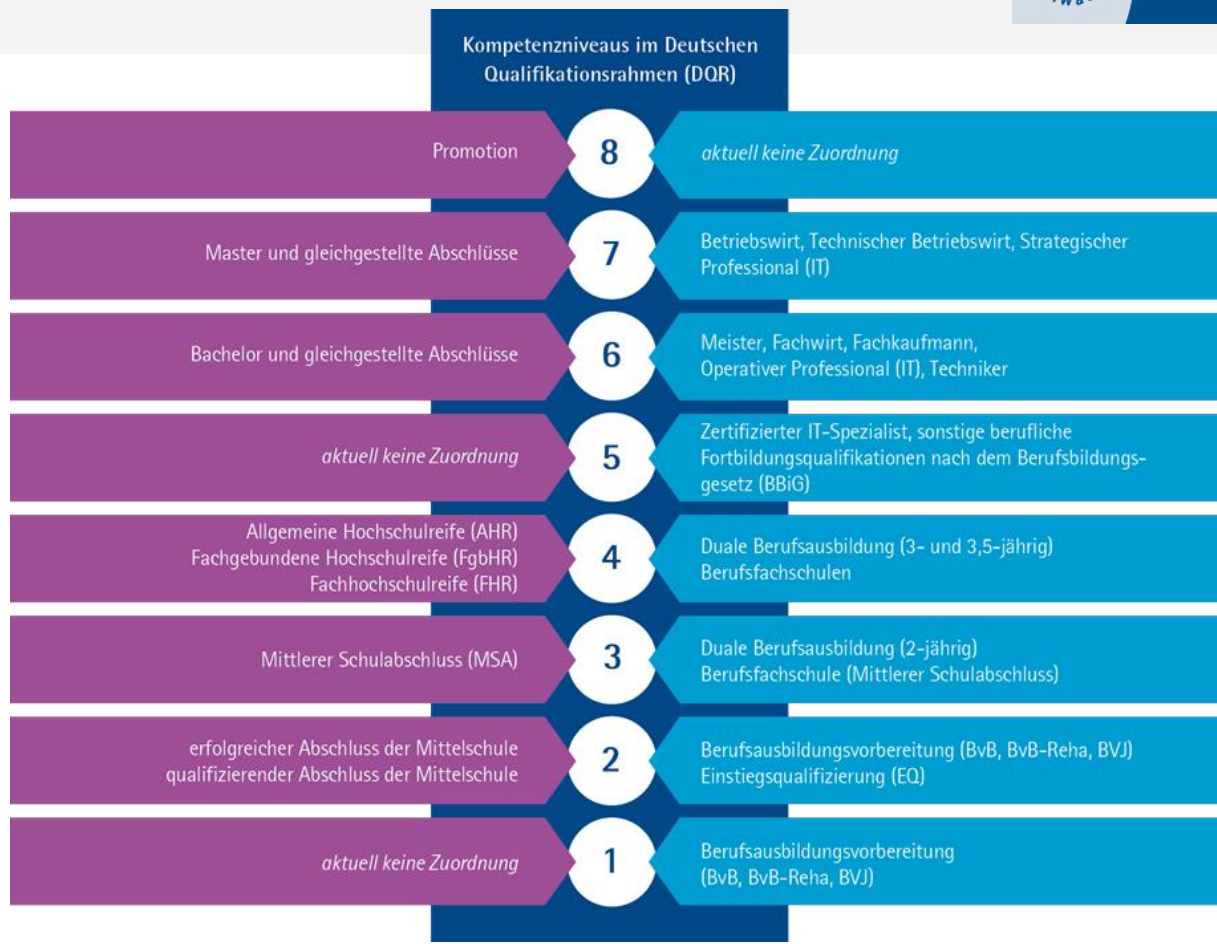 Kompetenzniveaus im Deutschen
Qualifikationsrahmen (DQR)
Promotion
8
aktuell keine Zuordnung
Master und gleichgestellte Abschlüsse
7
Betriebswirt, Technischer Betriebswirt, Strategischer
Professional (IT)
Bachelor und gleichgestellte Abschlüsse
6
Meister, Fachwirt, Fachkaufmann,
Operativer Professional (IT), Techniker
aktuell keine Zuordnung
5
Zertifizierter IT-Spezialist, sonstige berufliche
Fortbildungsqualifikationen nach dem Berufsbildungs-
gesetz (BBiG)
Allgemeine Hochschulreife (AHR)
Fachgebundene Hochschulreife (FgbHR)
Fachhochschulreife (FHR)
4
Duale Berufsausbildung (3- und 3,5-jährig)
Berufsfachschulen
Mittlerer Schulabschluss (MSA)
3
Duale Berufsausbildung (2-jährig)
Berufsfachschule (Mittlerer Schulabschluss)
erfolgreicher Abschluss der Mittelschule
qualifizierender Abschluss der Mittelschule
2
Berufsausbildungsvorbereitung (BvB, BvB-Reha, BVJ)
Einstiegsqualifizierung (EQ)
aktuell keine Zuordnung
1
Berufsausbildungsvorbereitung
(BvB, BvB-Reha, BVJ)